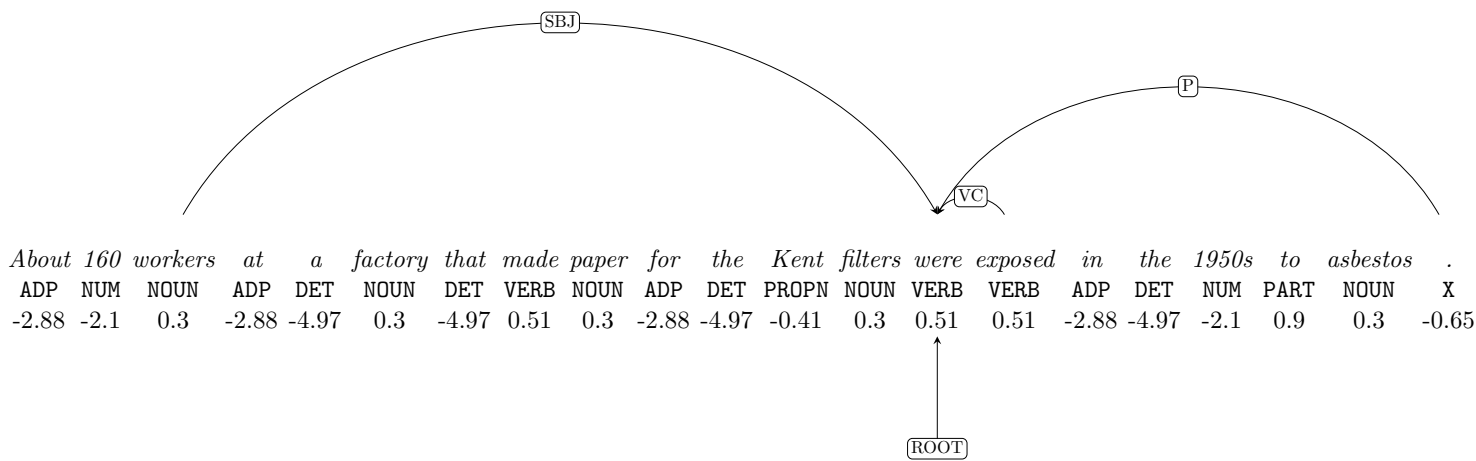 SBJ
P
VC
About 160 workers at a factory that made paper for the Kent filters were exposed in the 1950s to asbestos .
ADP NUM NOUN ADP DET NOUN DET VERB NOUN ADP DET PROPN NOUN VERB VERB ADP DET NUM PART NOUN X
-2.88 -2.1 0.3 -2.88 -4.97 0.3 -4.97 0.51 0.3 -2.88 -4.97 -0.41 0.3 0.51 0.51 -2.88 -4.97 -2.1 0.9 0.3 -0.65
ROOT